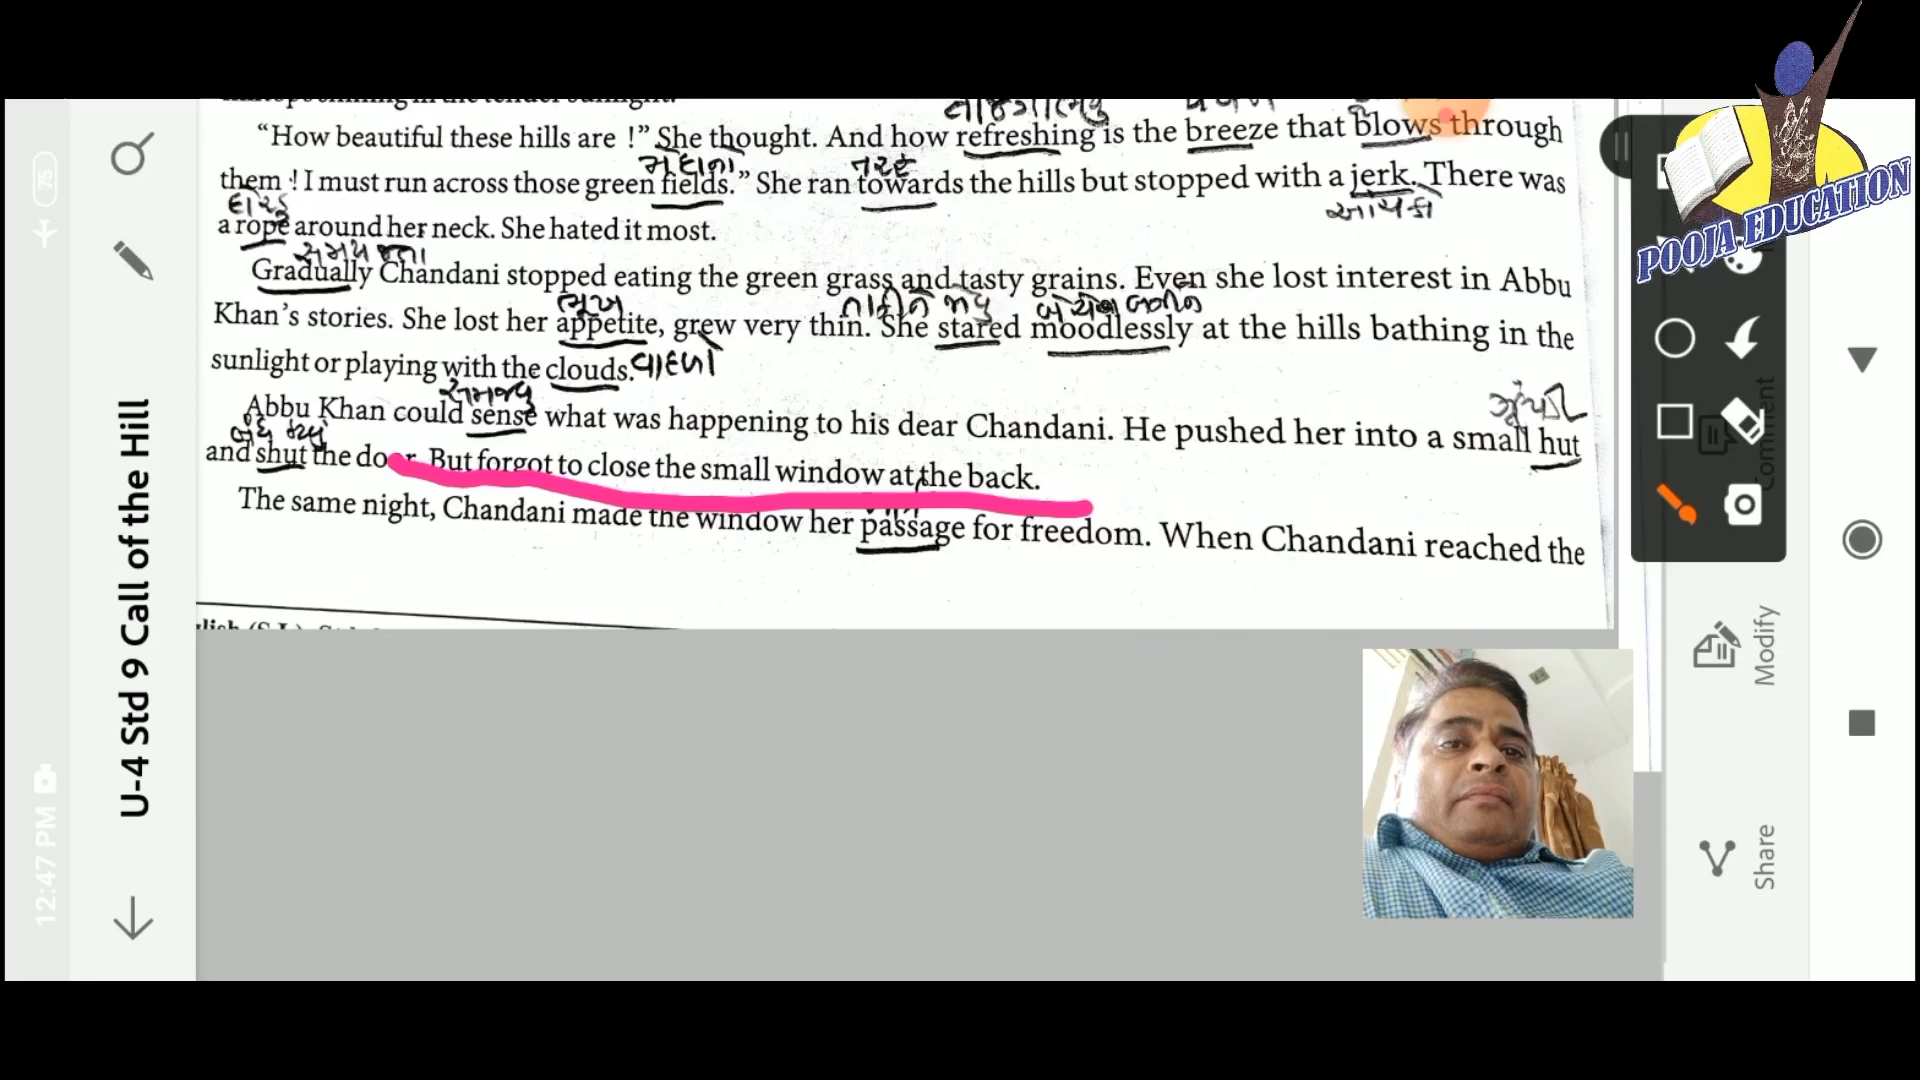 "How beautiful these hills are !" She thought. And how refreshing is the breeze that blows through
મેદાનો
તરફ
them ! I must run across those green fields." She ran towards the hills but stopped with a jerk. There was
દોરડું
a rope around her neck. She hated it most.
Gradually Chandani stopped eating the green grass and tasty grains. Even she lost interest in Abbu
ભૂખ
Khan's stories. She lost her appetite, grew very thin. She stared moodlessly at the hills bathing in the
sunlight or playing with the clouds. વાદળો
Abbu Khan could sense what was happening to his dear Chandani. He pushed her into a small hut
and shut the door. But forgot to close the small window at the back.
The same night, Chandani made the window her passage for freedom. When Chandani reached the
U-4 Std 9 Call of the Hill
12:47 PM
75
POOJA EDUCATION
Comment
Modify
Share